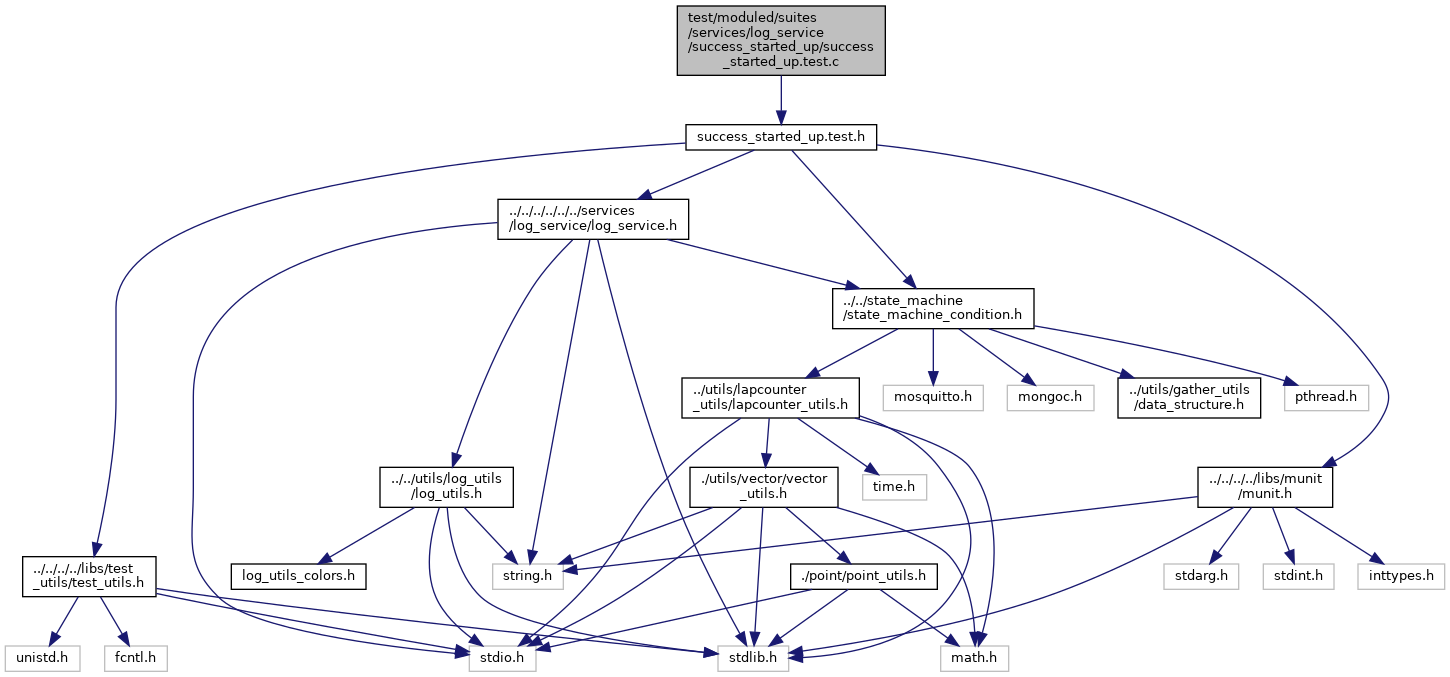 test/moduled/suites
/services/log_service
/success_started_up/success
_started_up.test.c
success_started_up.test.h
../../../../../../services
/log_service/log_service.h
../../state_machine
/state_machine_condition.h
../utils/lapcounter
_utils/lapcounter_utils.h
mosquitto.h
mongoc.h
../utils/gather_utils
/data_structure.h
pthread.h
../../utils/log_utils
/log_utils.h
./utils/vector/vector
_utils.h
time.h
../../../../libs/munit
/munit.h
../../../../libs/test
_utils/test_utils.h
log_utils_colors.h
string.h
./point/point_utils.h
stdarg.h
stdint.h
inttypes.h
unistd.h
fcntl.h
stdio.h
stdlib.h
math.h